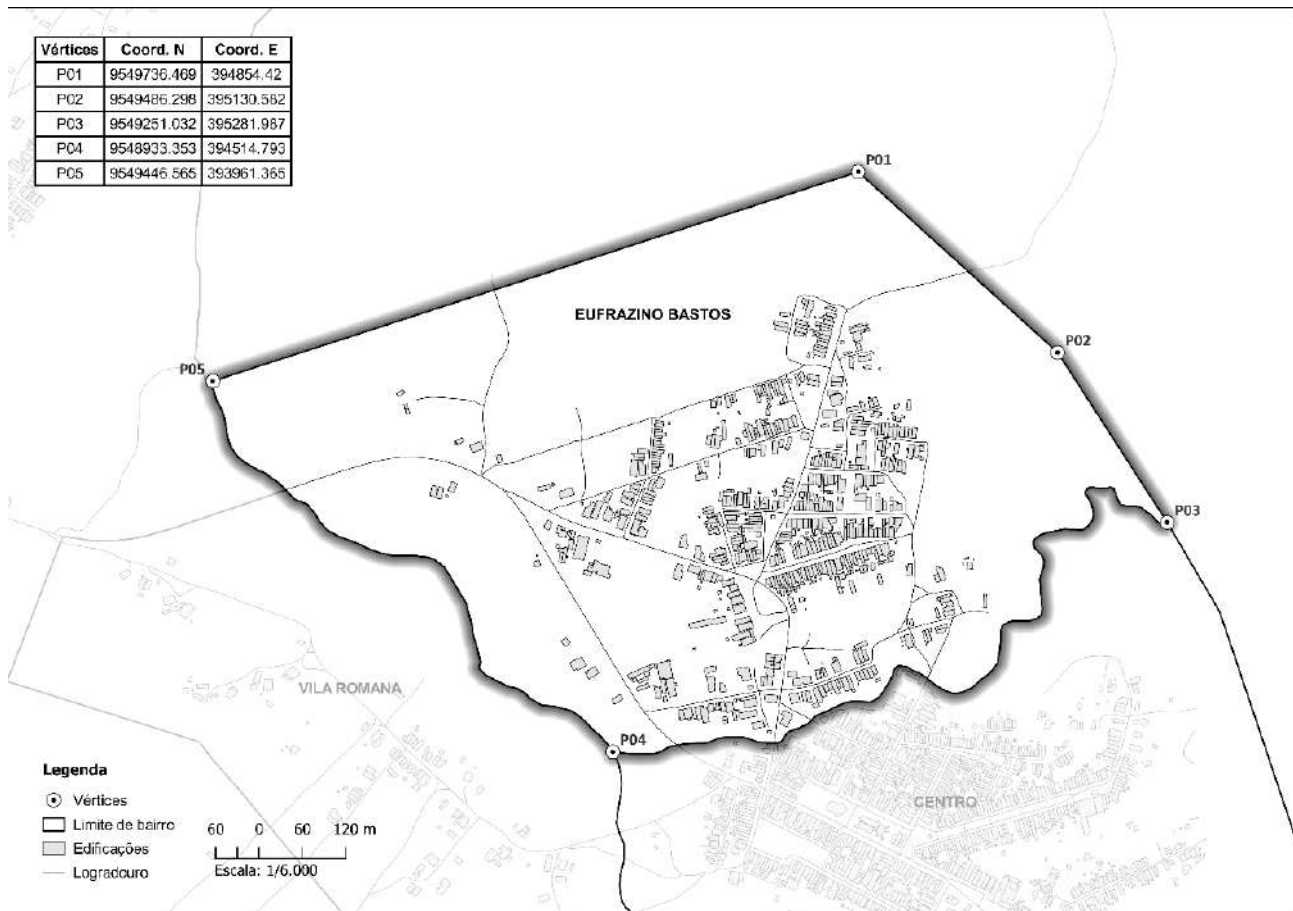 Vértices Coord. N Coord. E
P01 9549736.469 394854.42
P02 9549486.298 395130.562
P03 9549251.032 395281.987
P04 9548933.353 394514.793
P05 9549446.565 393961.365
P01
EUFRAZINO BASTOS
P02
P05
P03
VILA ROMANA
P04
CENTRO
Legenda
Vértices
Limite de bairro
Edificações
Logradouro
60 0 60 120 m
Escala: 1/6.000